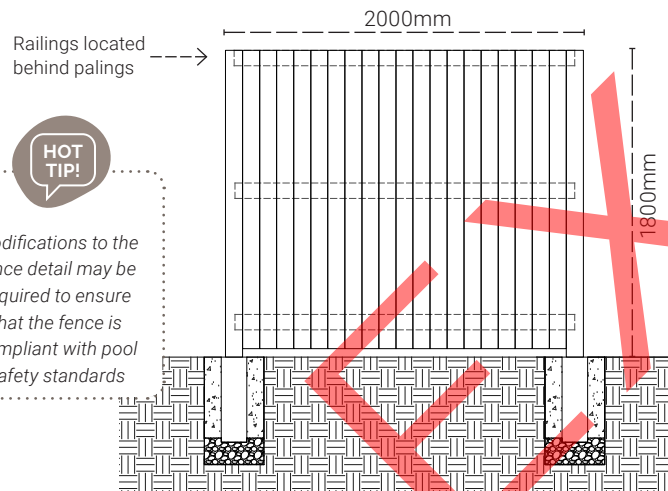 2000mm
Railings located
behind palings
HOT
TIP!
odifications to the
nce detail may be
quired to ensure
hat the fence is
mpliant with pool
afety standards
1800mm
EX